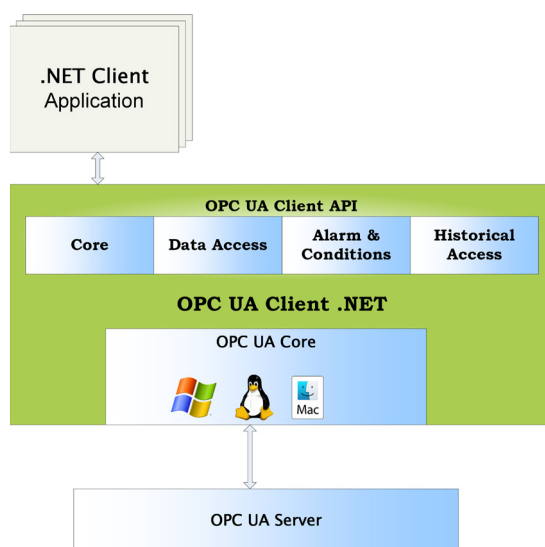 .NET Client
Application
OPC UA Client API
Core
Data Access
Alarm &
Conditions
Historical
Access
OPC UA Client .NET
OPC UA Core
Mac
OPC UA Server